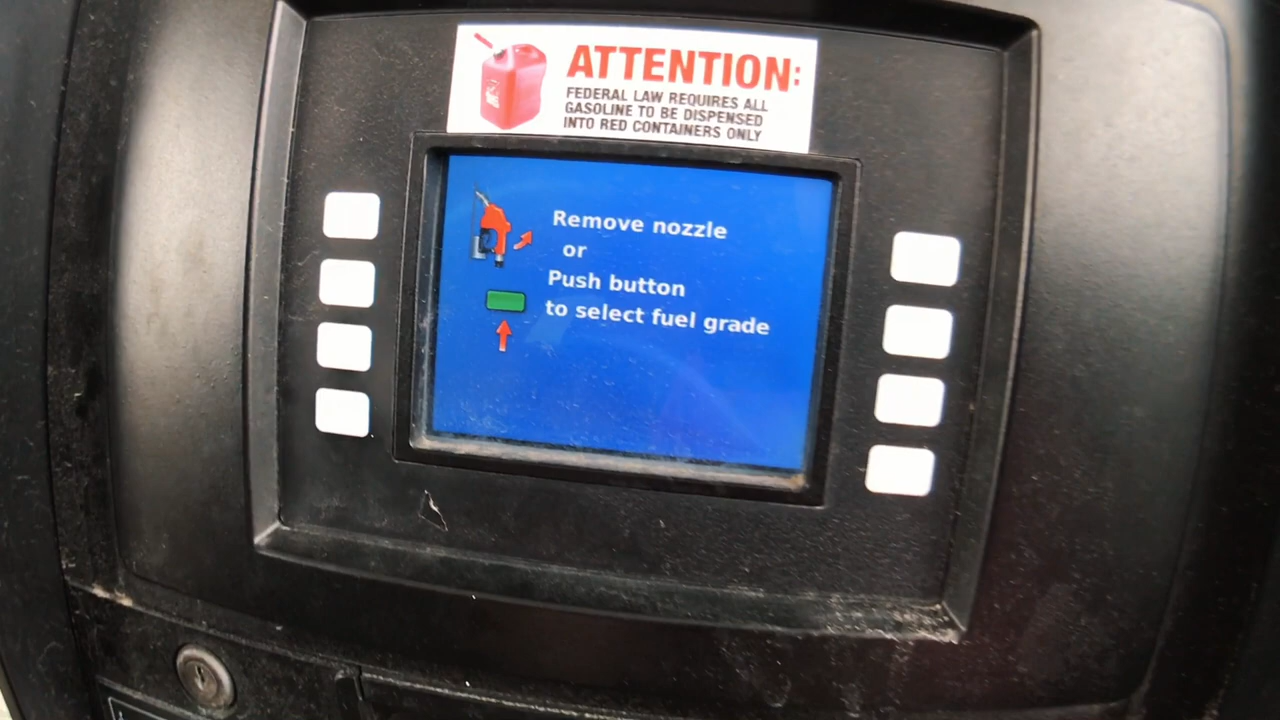 ATTENTION:
FEDERAL LAW REQUIRES ALL
GASOLINE TO BE DISPENSED
INTO RED CONTAINERS ONLY
Remove nozzle
or
Push button
to select fuel grade